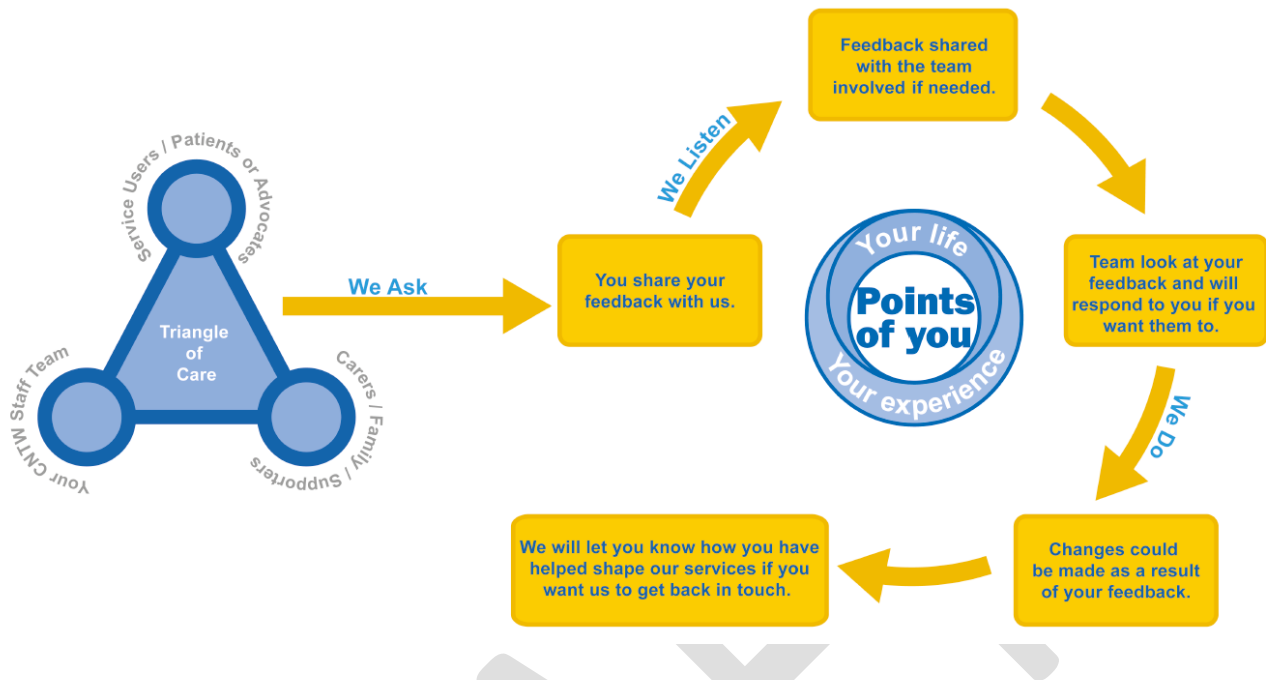 Service Users / Patients or Advocates
Triangle
of
Care
Your CNTW Staff Team
Carers / Family / Supporters
We Ask
You share your
feedback with us.
We Listen
Feedback shared
with the team
involved if needed.
Your life
Points
of you
Your experience
Team look at your
feedback and will
respond to you if you
want them to.
We Do
Changes could
be made as a result
of your feedback.
We will let you know how you have
helped shape our services if you
want us to get back in touch.